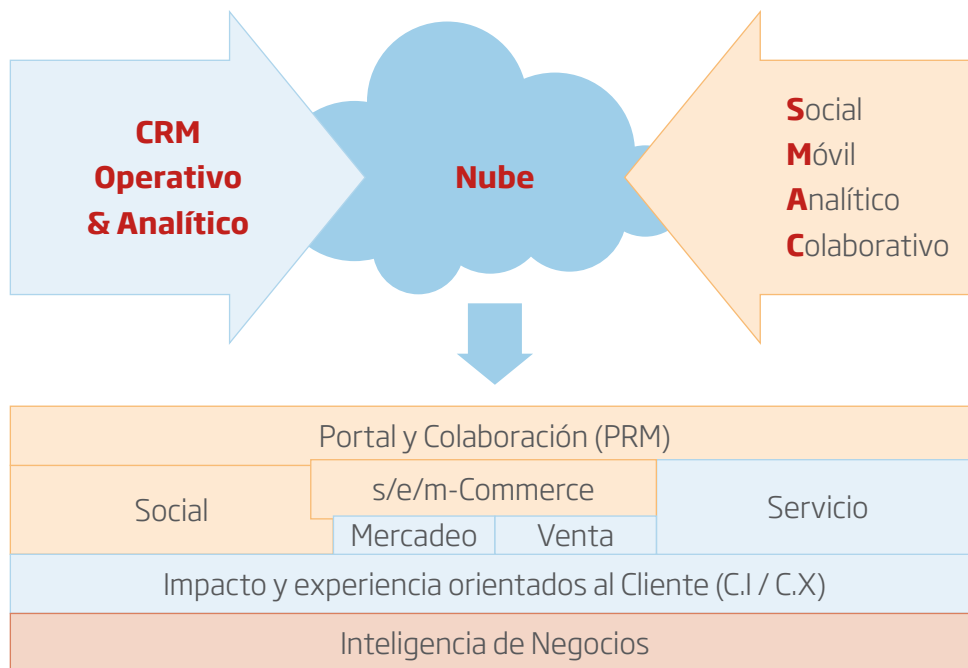 CRM
Operativo
& Analítico
Nube
Social
Móvil
Analítico
Colaborativo
Portal y Colaboración (PRM)
Social
s/e/m-Commerce
Mercadeo
Venta
Servicio
Impacto y experiencia orientados al Cliente (C.I / C.X)
Inteligencia de Negocios